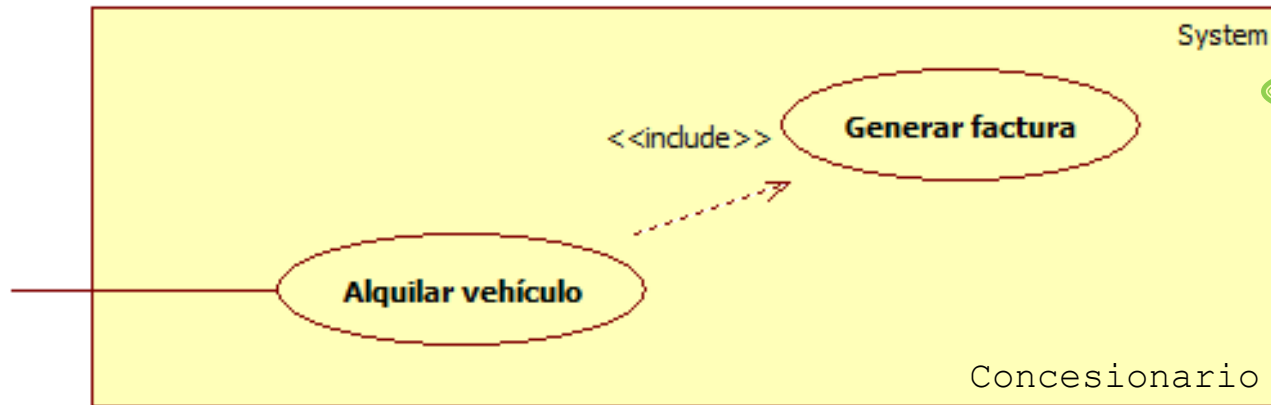 System
Generar factura
<<include>>
Alquilar vehículo
Concesionario